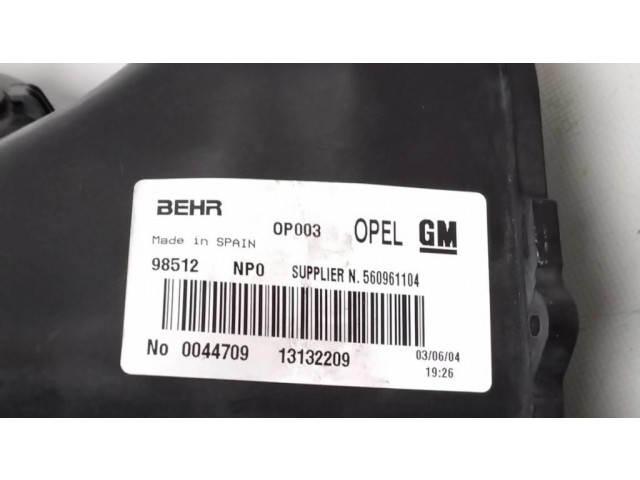 BEHR OP003 OPEL GM
Made in SPAIN
98512 NP0 SUPPLIER N. 560961104
No 0044709 13132209 03/06/04
19:26